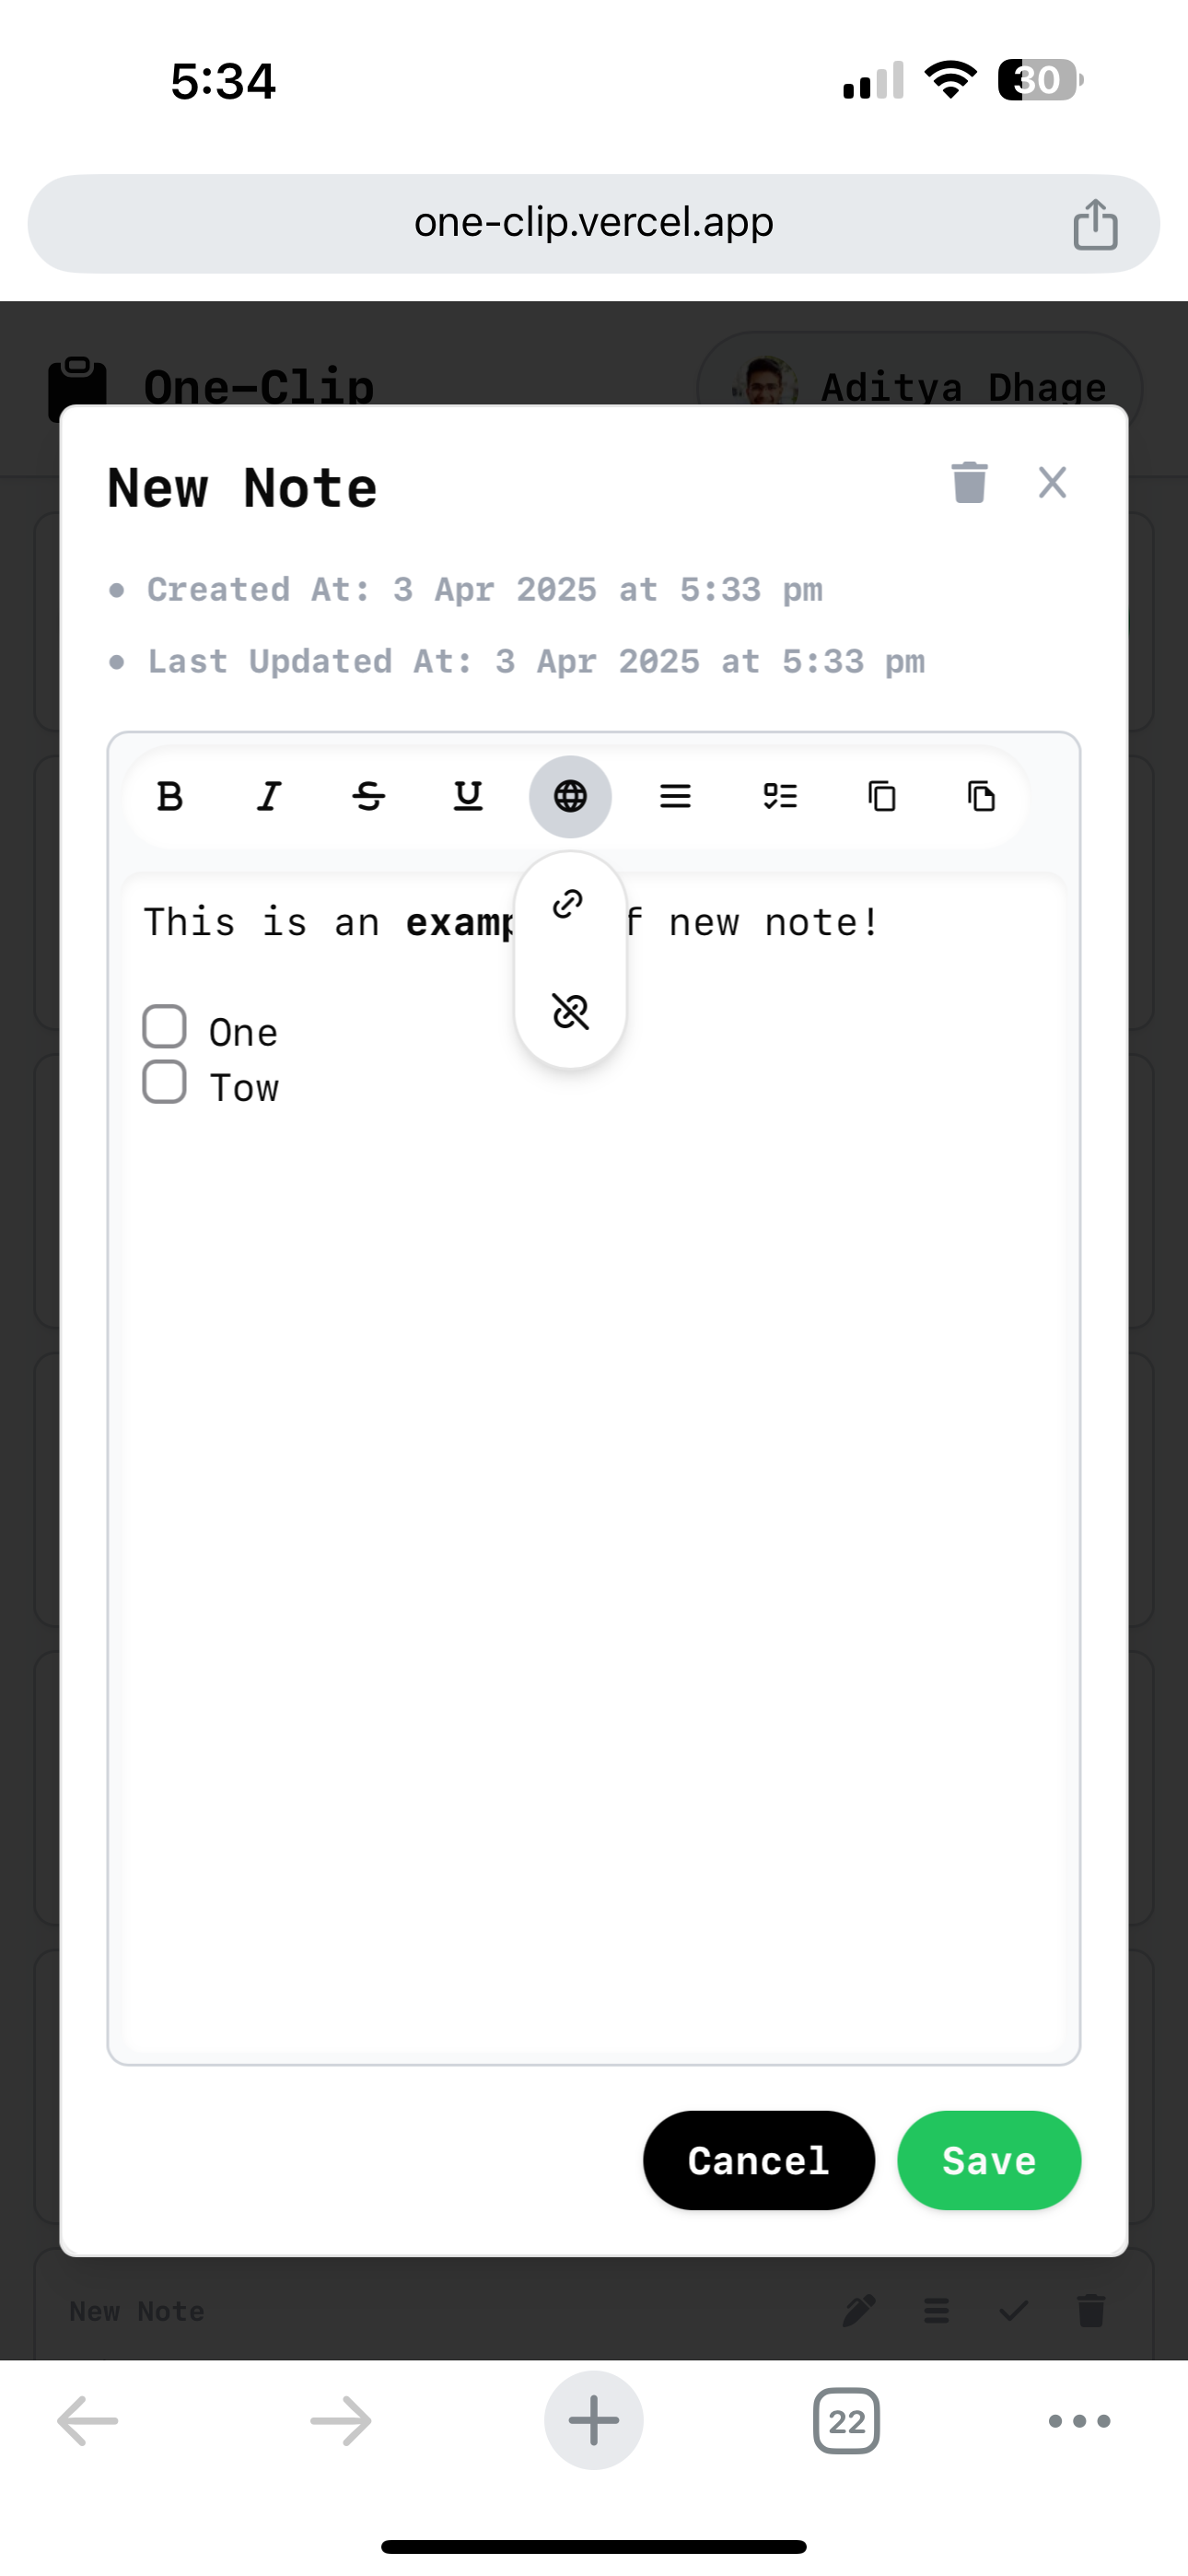 5:34
30
one-clip.vercel.app
One-Clip
Aditya Dhage
New Note
Created At: 3 Apr 2025 at 5:33 pm
Last Updated At: 3 Apr 2025 at 5:33 pm
B I S U
This is an new note!
One
Tow
Cancel
Save
New Note
22